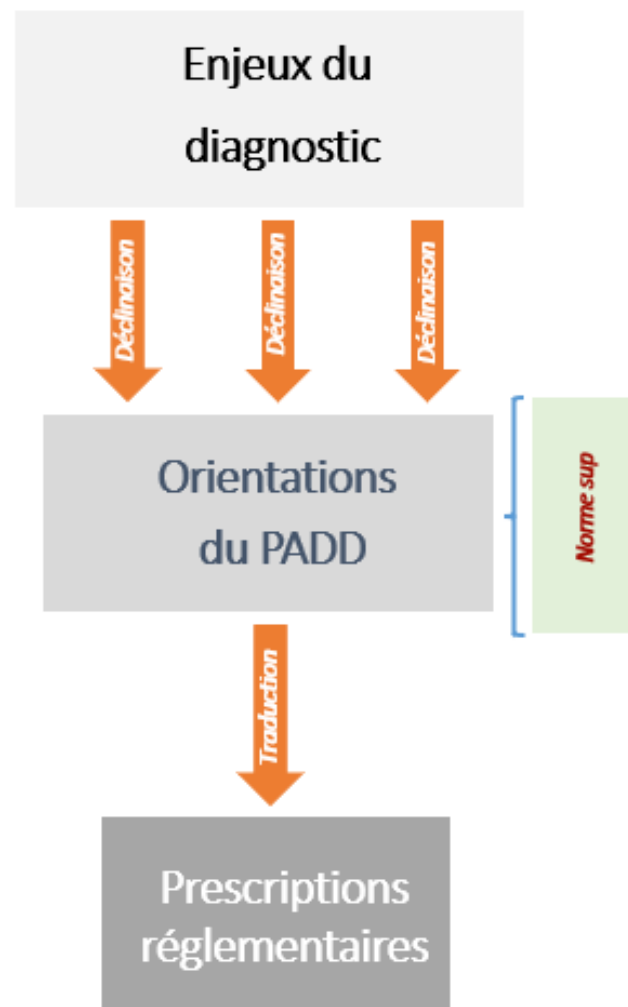 Enjeux du
diagnostic
Déclinaison
Déclinaison
Déclinaison
Orientations
du PADD
Norme sup
Traduction
Prescriptions
réglementaires